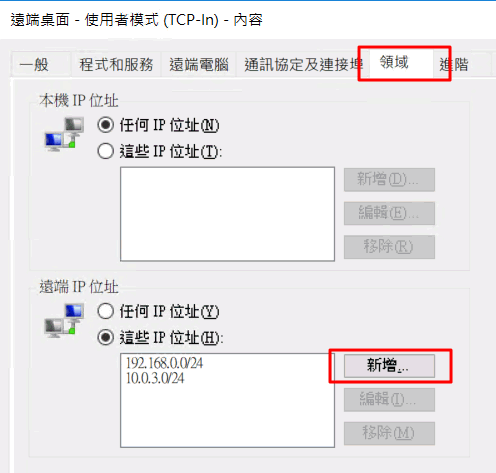 遠端桌面 - 使用者模式 (TCP-In) - 內容
一般 程式和服務 遠端電腦 通訊協定及連接埠 領域 進階
本機 IP 位址
任何 IP 位址(N)
這些 IP 位址(T):
新增(D)...
編輯(E)...
移除(R)
遠端 IP 位址
任何 IP 位址(Y)
這些 IP 位址(H):
192.168.0.0/24
10.0.3.0/24
新增...
編輯(I)...
移除(M)